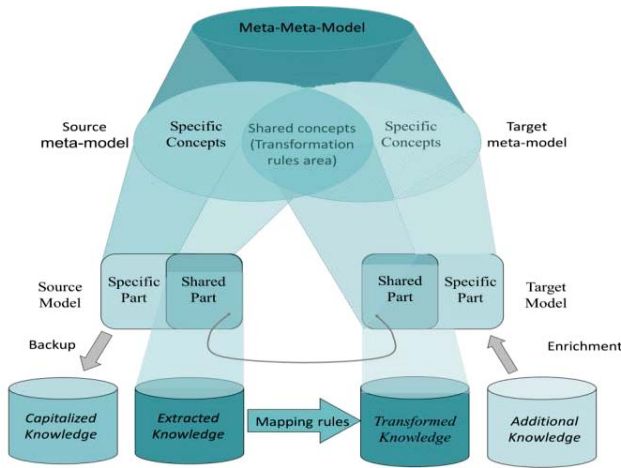 Meta-Meta-Model
Source
meta-model
Specific
Concepts
Shared concepts
(Transformation
rules area)
Specific
Concepts
Target
meta-model
Source
Model
Specific
Part
Shared
Part
Shared
Part
Specific
Part
Target
Model
Backup
Enrichment
Capitalized
Knowledge
Extracted
Knowledge
Mapping rules
Transformed
Knowledge
Additional
Knowledge